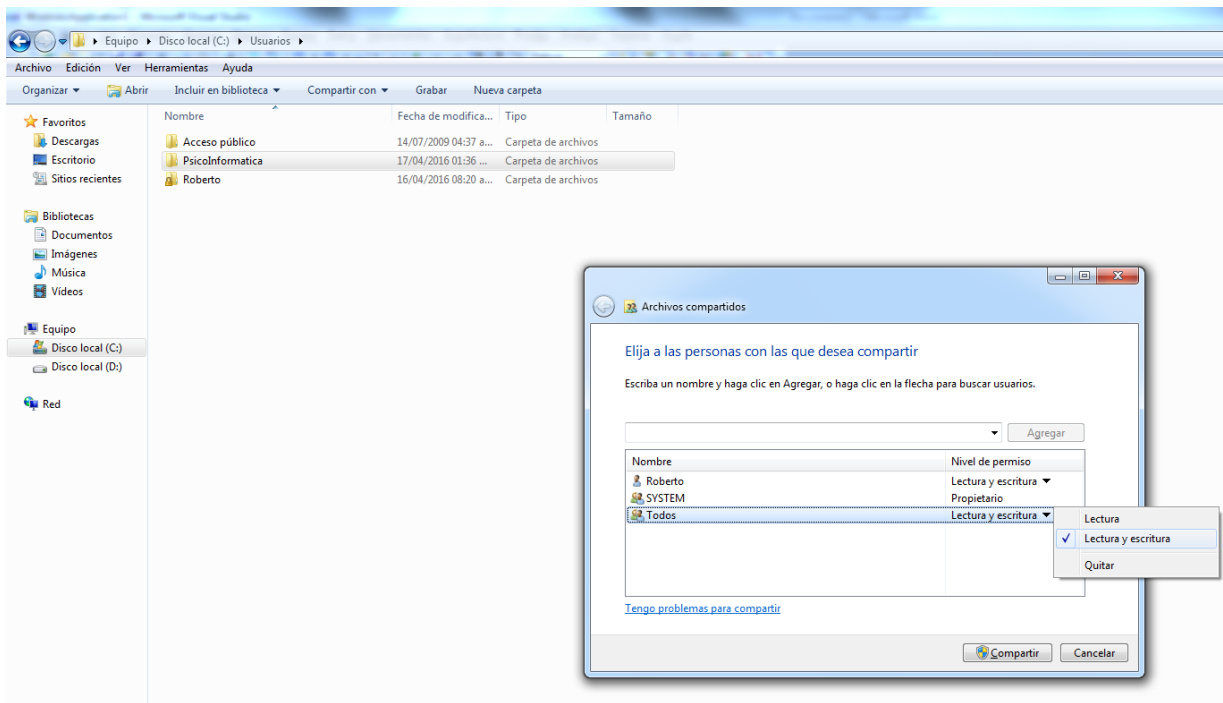 Microsoft Visual Studio
Equipo Disco local (C:) Usuarios
Archivo Edición Ver Herramientas Ayuda
Organizar Abrir Incluir en biblioteca Compartir con Grabar Nueva carpeta
Favoritos
Descargas
Escritorio
Sitios recientes
Bibliotecas
Documentos
Imágenes
Música
Vídeos
Equipo
Disco local (C:)
Disco local (D:)
Red
Nombre Fecha de modifica... Tipo Tamaño
Acceso público 14/07/2009 04:37 a... Carpeta de archivos
PsicoInformatica 17/04/2016 01:36 ... Carpeta de archivos
Roberto 16/04/2016 08:20 a... Carpeta de archivos
Archivos compartidos
Elija a las personas con las que desea compartir
Escriba un nombre y haga clic en Agregar, o haga clic en la flecha para buscar usuarios.
Agregar
Nombre Nivel de permiso
Roberto Lectura y escritura
SYSTEM Propietario
Todos Lectura y escritura
Lectura
Lectura y escritura
Quitar
Tengo problemas para compartir
Compartir Cancelar